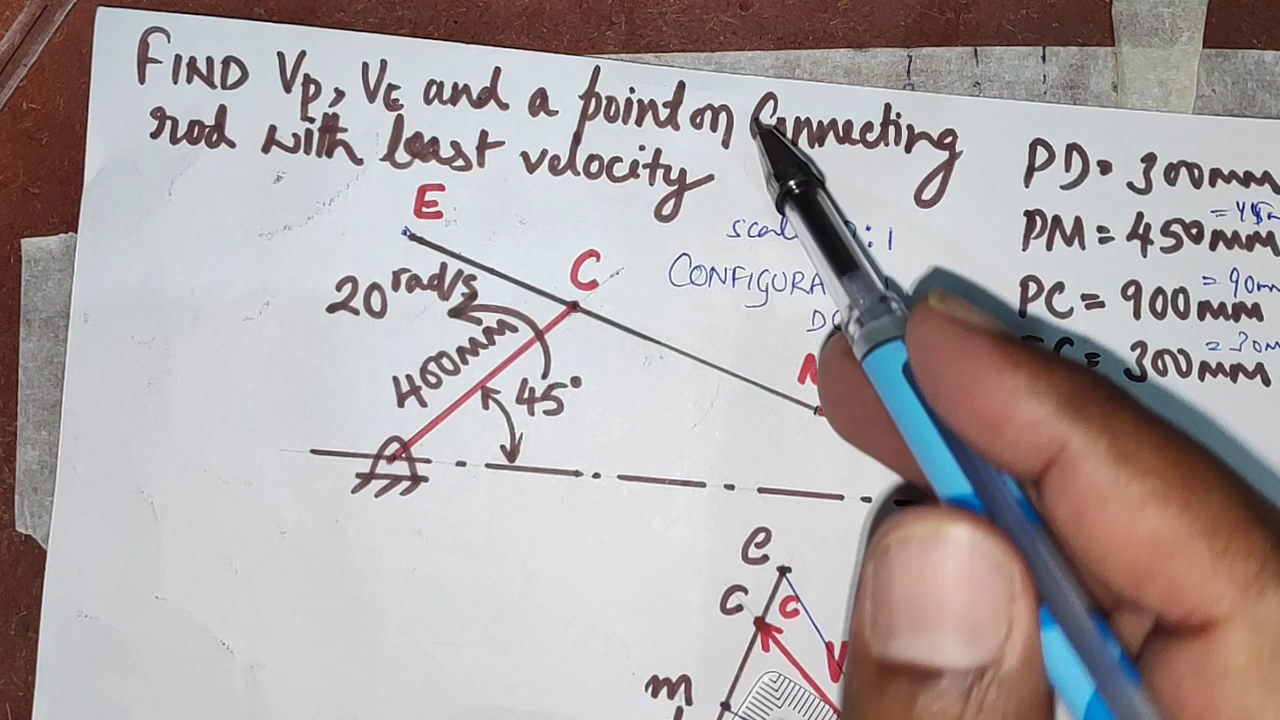 FIND Vp, VE and a point on Connecting
rod with least velocity
PD = 300mm
PM = 450mm
PC = 900mm
= 300mm
E
C
20 rad/s
400mm
45°
CONFIGURA
e
c
c
m